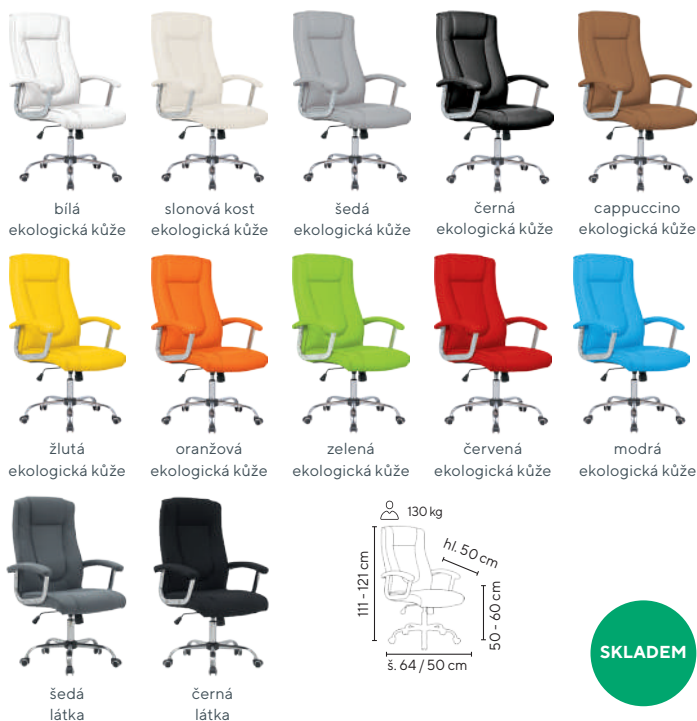 bílá
ekologická kůže
slonová kost
ekologická kůže
šedá
ekologická kůže
černá
ekologická kůže
cappuccino
ekologická kůže
žlutá
ekologická kůže
oranžová
ekologická kůže
zelená
ekologická kůže
červená
ekologická kůže
modrá
ekologická kůže
šedá
látka
černá
látka
130 kg
111 - 121 cm
hl. 50 cm
50 - 60 cm
š. 64 / 50 cm
SKLADEM